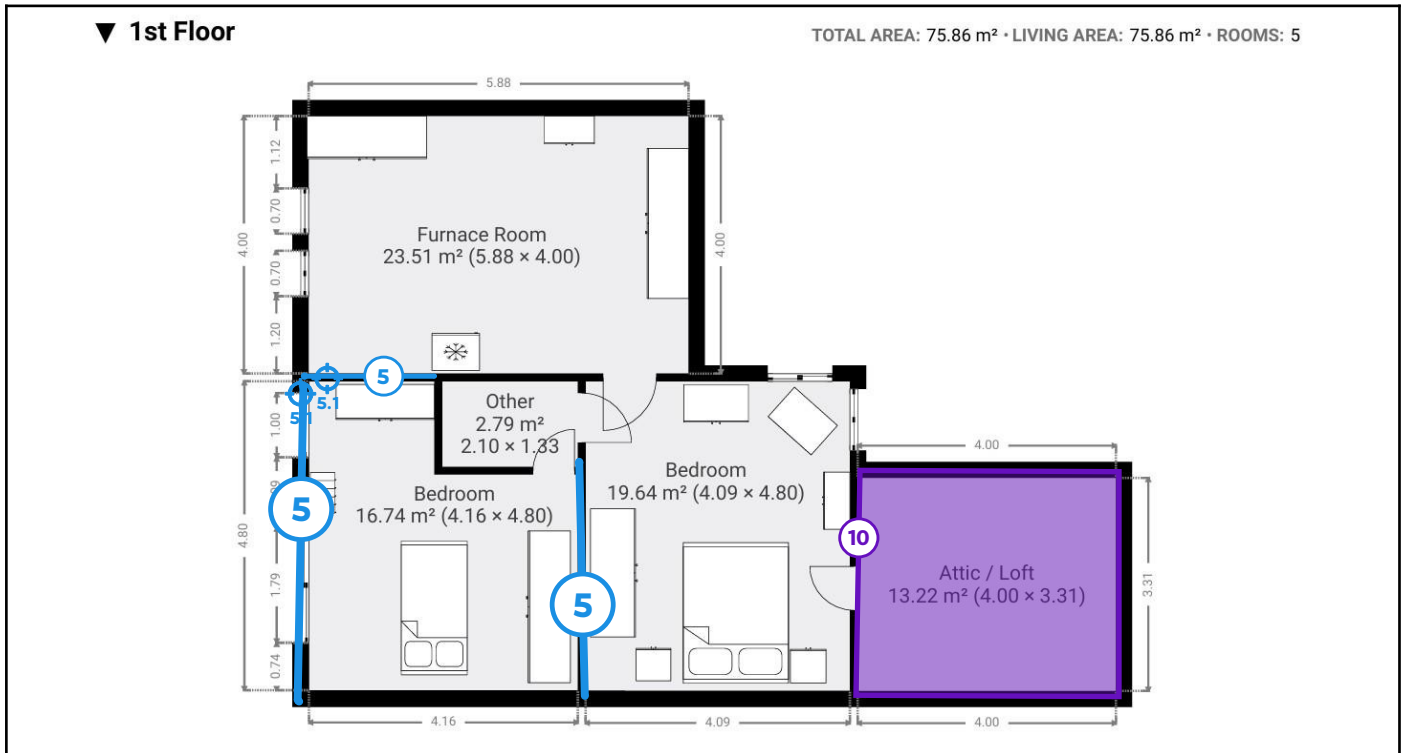 ▼ 1st Floor
TOTAL AREA: 75.86 m² • LIVING AREA: 75.86 m² • ROOMS: 5
5.88
1.12
0.70
4.00
0.70
1.20
4.00
Furnace Room
23.51 m² (5.88 × 4.00)
5
5.1
5.1
1.00
Other
2.79 m²
2.10 × 1.33
4.00
Bedroom
19.64 m² (4.09 × 4.80)
Bedroom
16.74 m² (4.16 × 4.80)
5
4.80
10
1.79
Attic / Loft
13.22 m² (4.00 × 3.31)
3.31
5
0.74
4.16
4.09
4.00